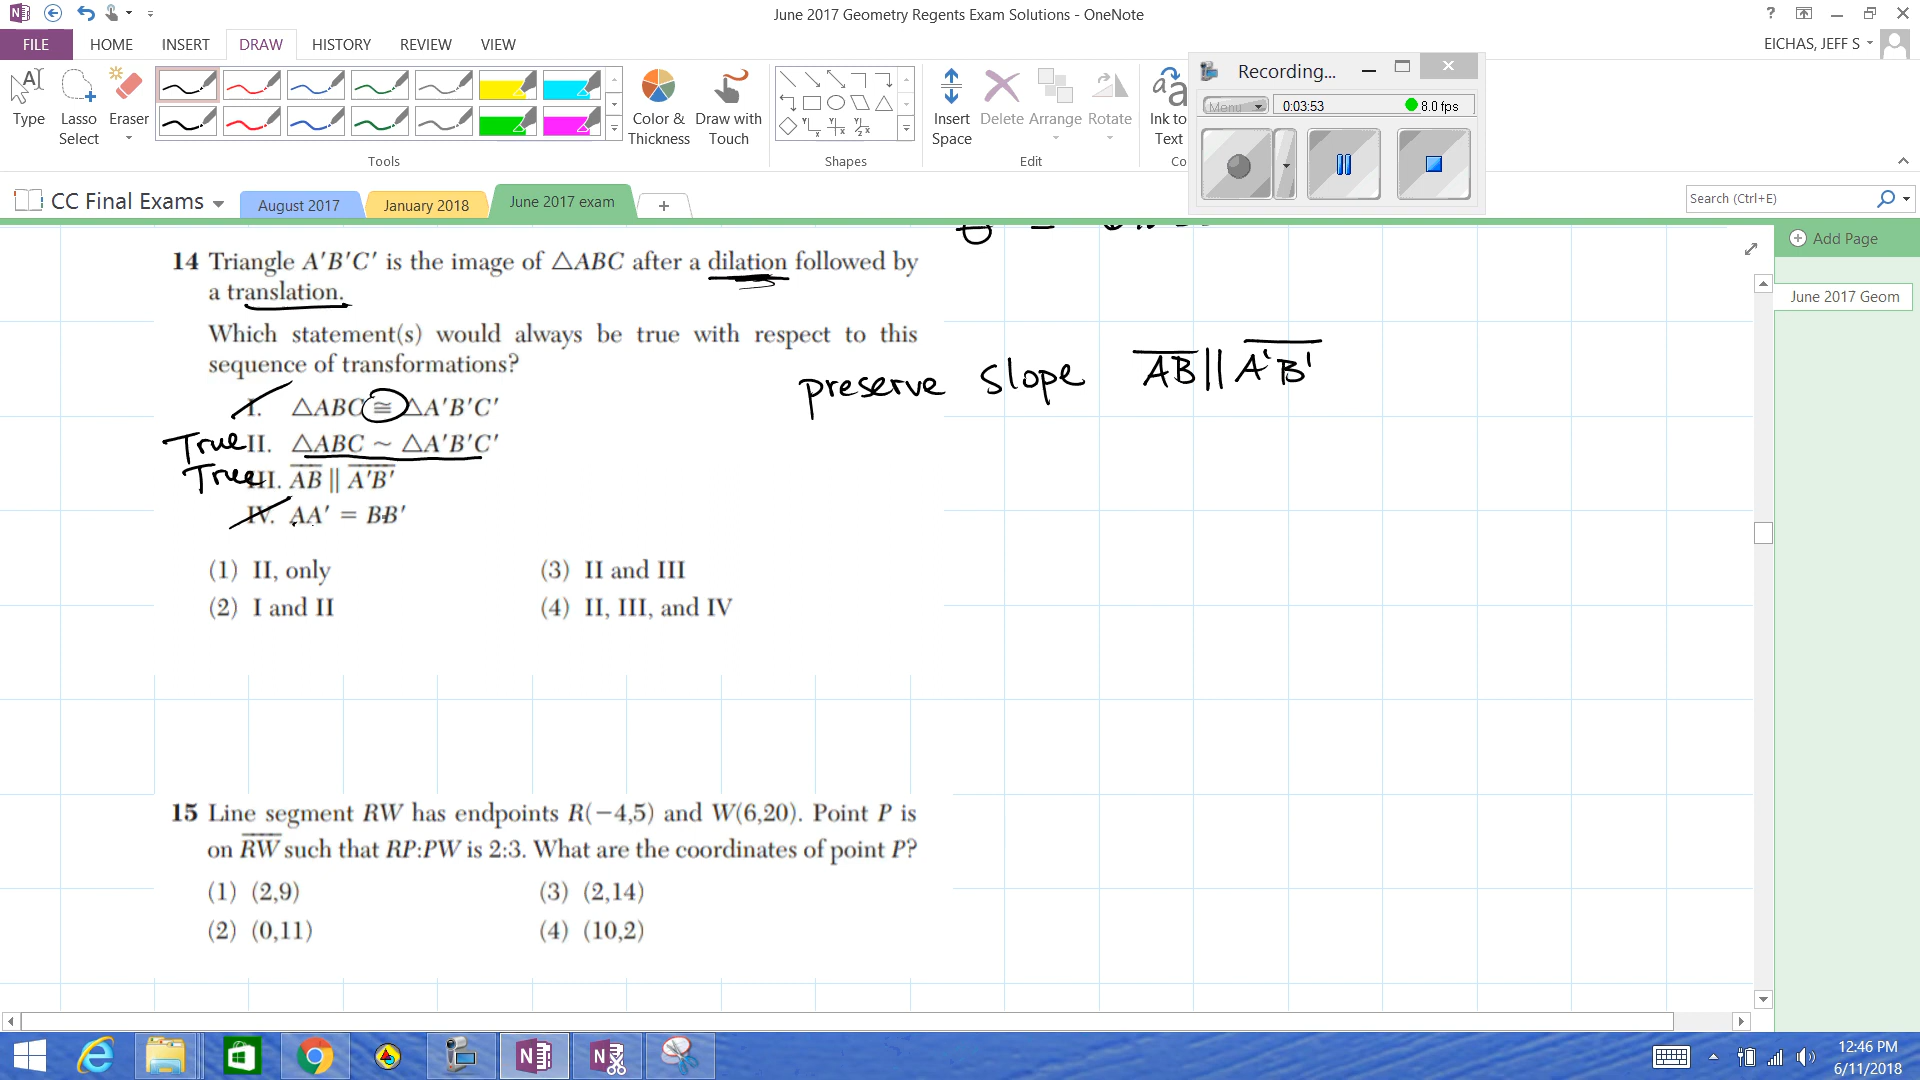 June 2017 Geometry Regents Exam Solutions - OneNote
?
FILE HOME INSERT DRAW HISTORY REVIEW VIEW
EICHAS, JEFF S
Type
Lasso Select
Eraser
Color & Thickness
Draw with Touch
Insert Space
Delete
Arrange
Rotate
Ink to Text
Tools
Shapes
Edit
Co
Recording...
Menu
0:03:53
8.0 fps
CC Final Exams
August 2017
January 2018
June 2017 exam
+
Search (Ctrl+E)
Add Page
June 2017 Geom
14 Triangle A′B′C′ is the image of △ABC after a dilation followed by
a translation.
Which statement(s) would always be true with respect to this
sequence of transformations?
preserve slope AB || A'B'
I. △ABC ≅ △A′B′C′
True II. △ABC ~ △A′B′C′
True III. AB || A′B′
IV. AA′ = BB′
(1) II, only
(3) II and III
(2) I and II
(4) II, III, and IV
15 Line segment RW has endpoints R(−4,5) and W(6,20). Point P is
on RW such that RP:PW is 2:3. What are the coordinates of point P?
(1) (2,9)
(3) (2,14)
(2) (0,11)
(4) (10,2)
12:46 PM
6/11/2018